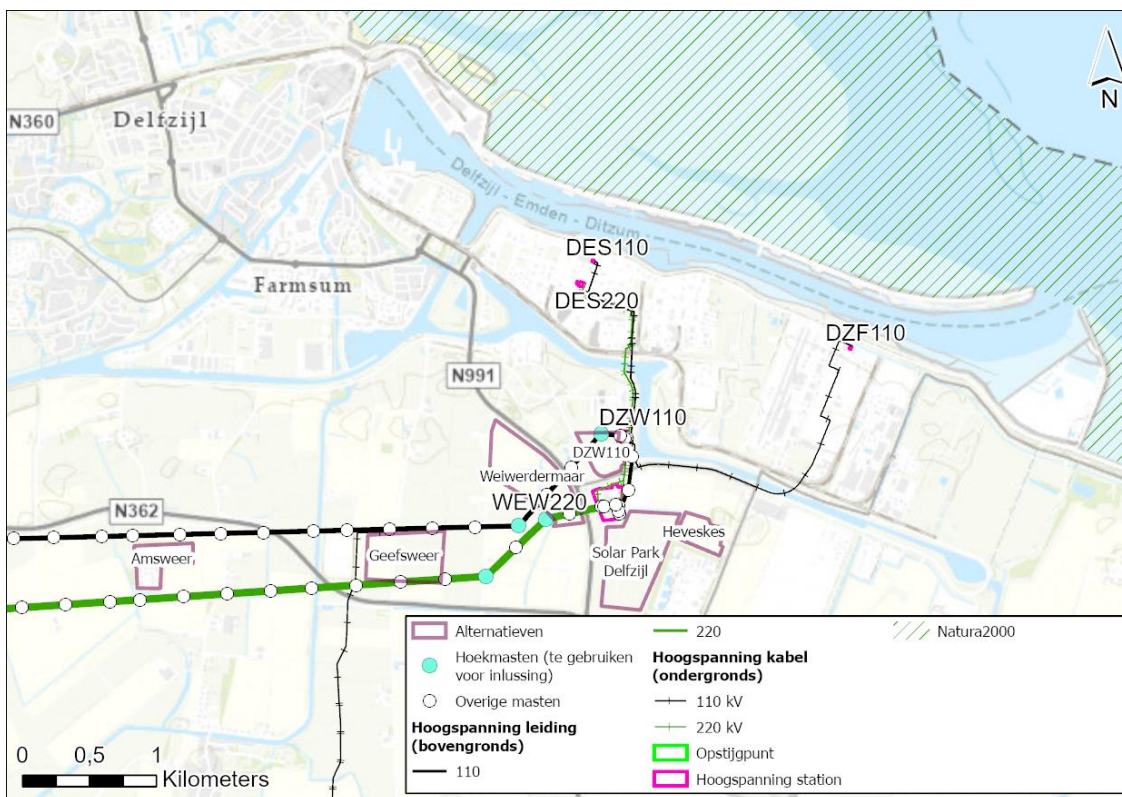 N360
Delfzijl
N
Delfzijl - Emden - Ditzum
DES110
Farmsum
DES220
DZF110
N991
DZW110
DZW110
Weiwerdermaar
WEW220
N362
Heveskes
Amsweer
Geefsweer
Solar Park
Delfzijl
Alternatieven
Hoekmasten (te gebruiken
voor inlussing)
Overige masten
Hoogspanning leiding
(bovengronds)
110
220
Hoogspanning kabel
(ondergronds)
110 kV
220 kV
Opstijgpunt
Hoogspanning station
Natura2000
0 0,5 1
Kilometers